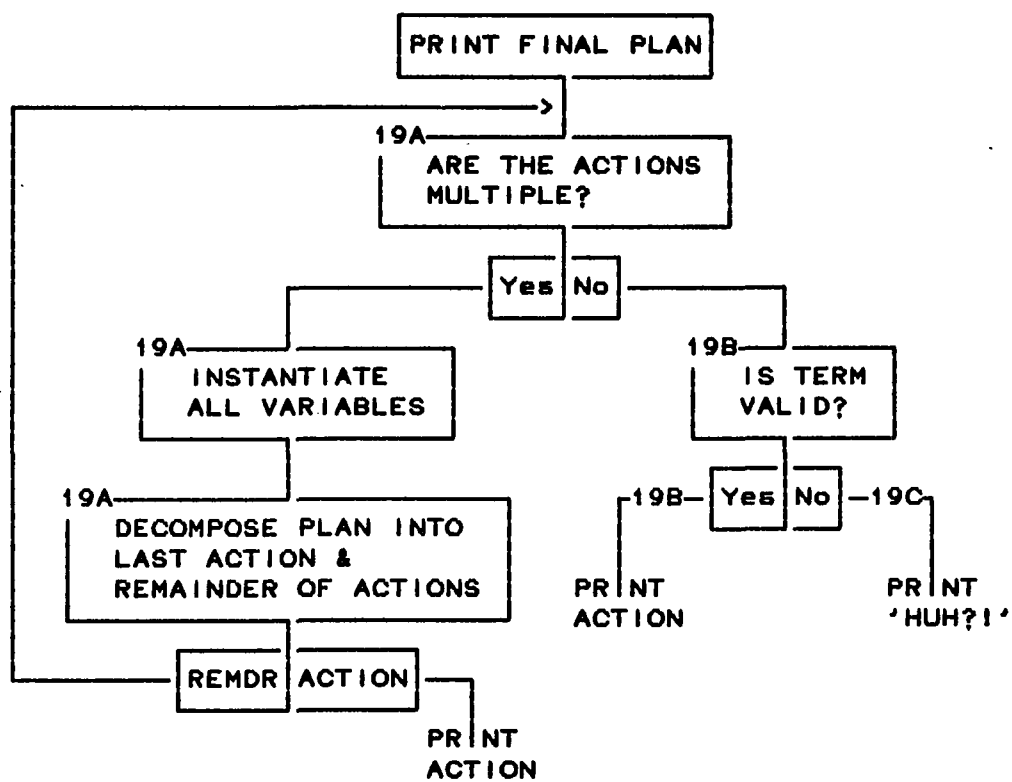 PRINT FINAL PLAN
19A
ARE THE ACTIONS
MULTIPLE?
Yes No
19A
INSTANTIATE
ALL VARIABLES
19B
IS TERM
VALID?
19A
DECOMPOSE PLAN INTO
LAST ACTION &
REMAINDER OF ACTIONS
19B Yes No 19C
PRINT
ACTION
PRINT
'HUH?!'
REMDR ACTION
PRINT
ACTION